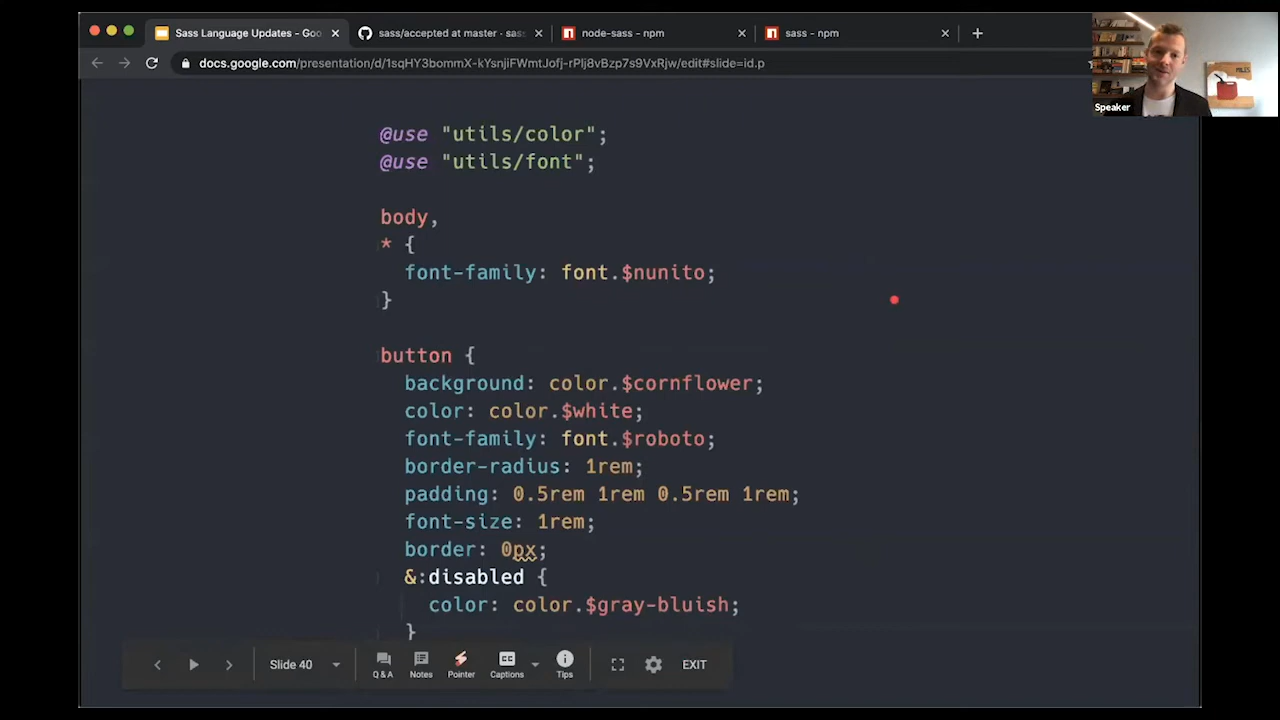 Sass Language Updates - Goo
sass/accepted at master · sas
node-sass - npm
sass - npm
docs.google.com/presentation/d/1sqHY3bommX-kYsnjiFWmtJofj-rPlj8vBzp7s9VxRjw/edit#slide=id.p
Speaker
@use "utils/color";
@use "utils/font";
body,
* {
font-family: font.$nunito;
}
button {
background: color.$cornflower;
color: color.$white;
font-family: font.$roboto;
border-radius: 1rem;
padding: 0.5rem 1rem 0.5rem 1rem;
font-size: 1rem;
border: 0px;
&:disabled {
color: color.$gray-bluish;
}
Slide 40
Q & A
Notes
Pointer
CC
Captions
Tips
EXIT